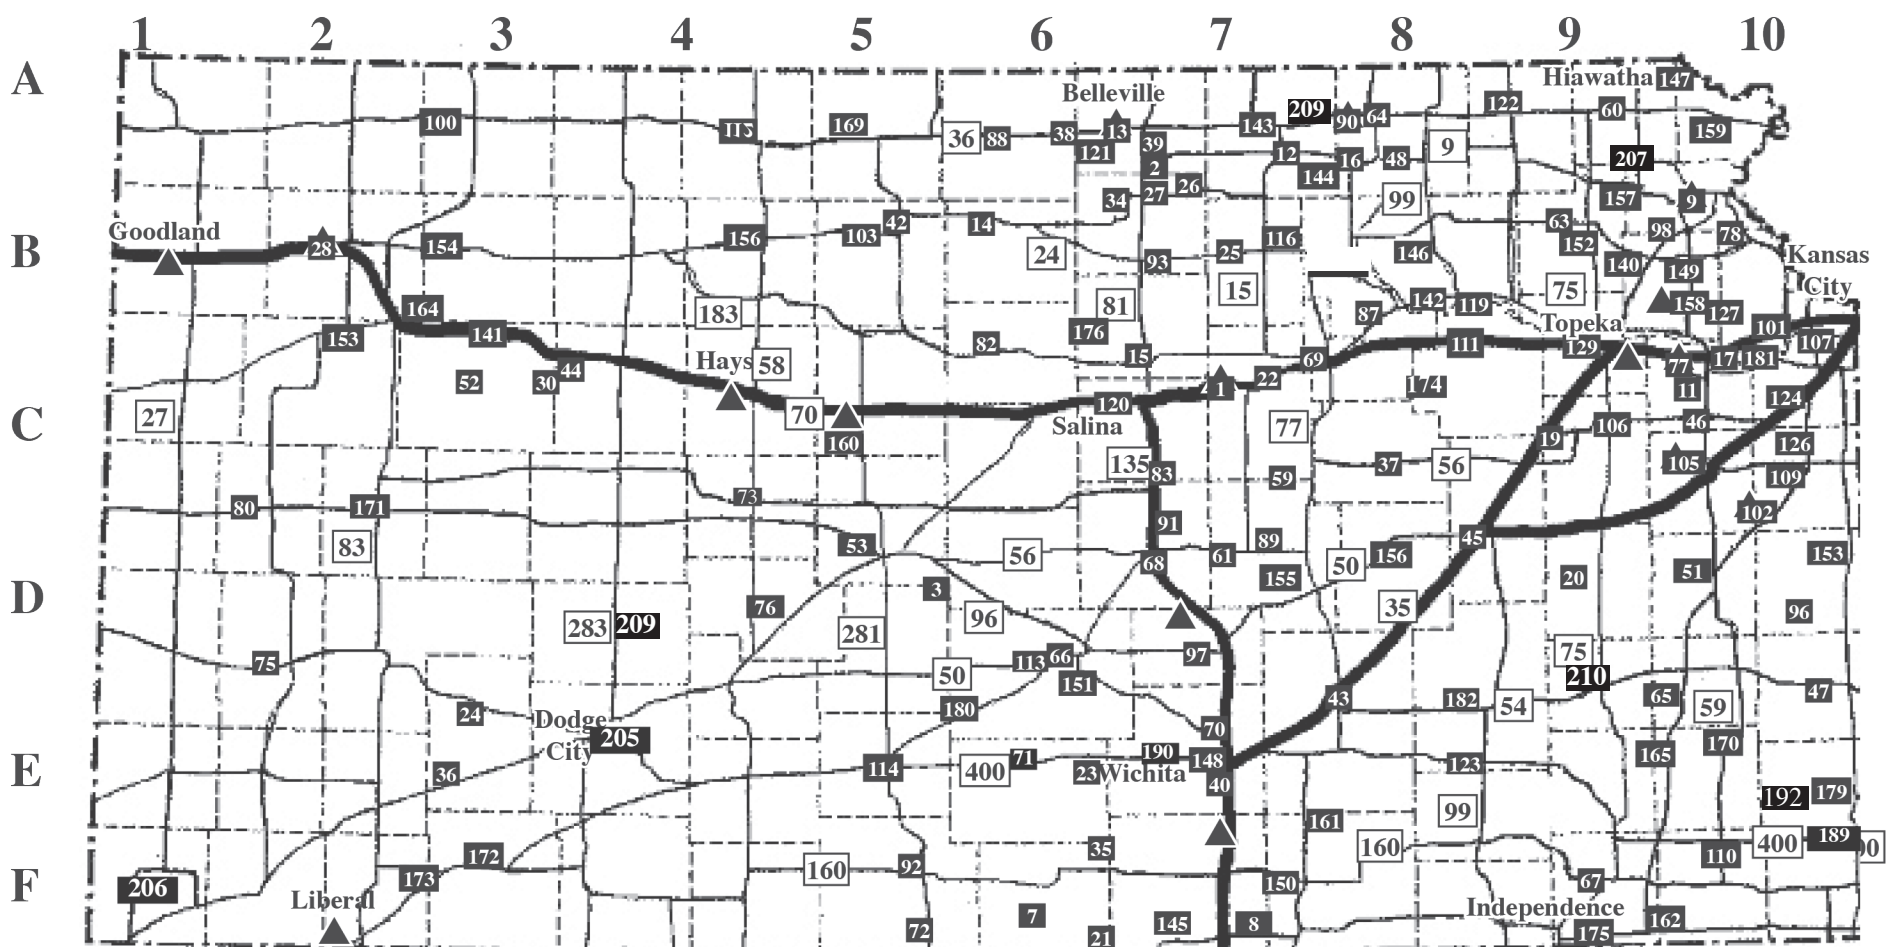 1 2 3 4 5 6 7 8 9 10
A
Hiawatha 147
Belleville
100 112 169 36 88 38 13 143 209 90 64 122 60
159
121 39 12 16 48 9 207
2 144
34 27 26 99 157 9
Goodland
B
28 154 156 103 42 14 24 93 25 116 146 63 152 98 78
140 149
Kansas
City
164 183 81 15 87 142 119 75 158 127
153 141 82 176 15 69 111 Topeka 129 101 107
Hays 58 17 181
77
52 30 44 1 22 174 11 124
C
27 70 160 120 Salina 77 19 106 46 126
135 83 59 37 56 105 109
80 171 73 91 102
83 53 56 68 61 89 50 156 45 153
D
3 155 20 51
76 35 96
283 209 281 96
75 50 113 66 97 75
151 210
24 180 43 182 54 65 59 47
Dodge
City
205 70
E
36 114 400 71 190 148 123 165 170
23 Wichita 40
99 192 179
161
F
172 173 160 92 35 160 400 189 00
206 150 67 110
Liberal
7 Independence
72 21 145 8 175 162